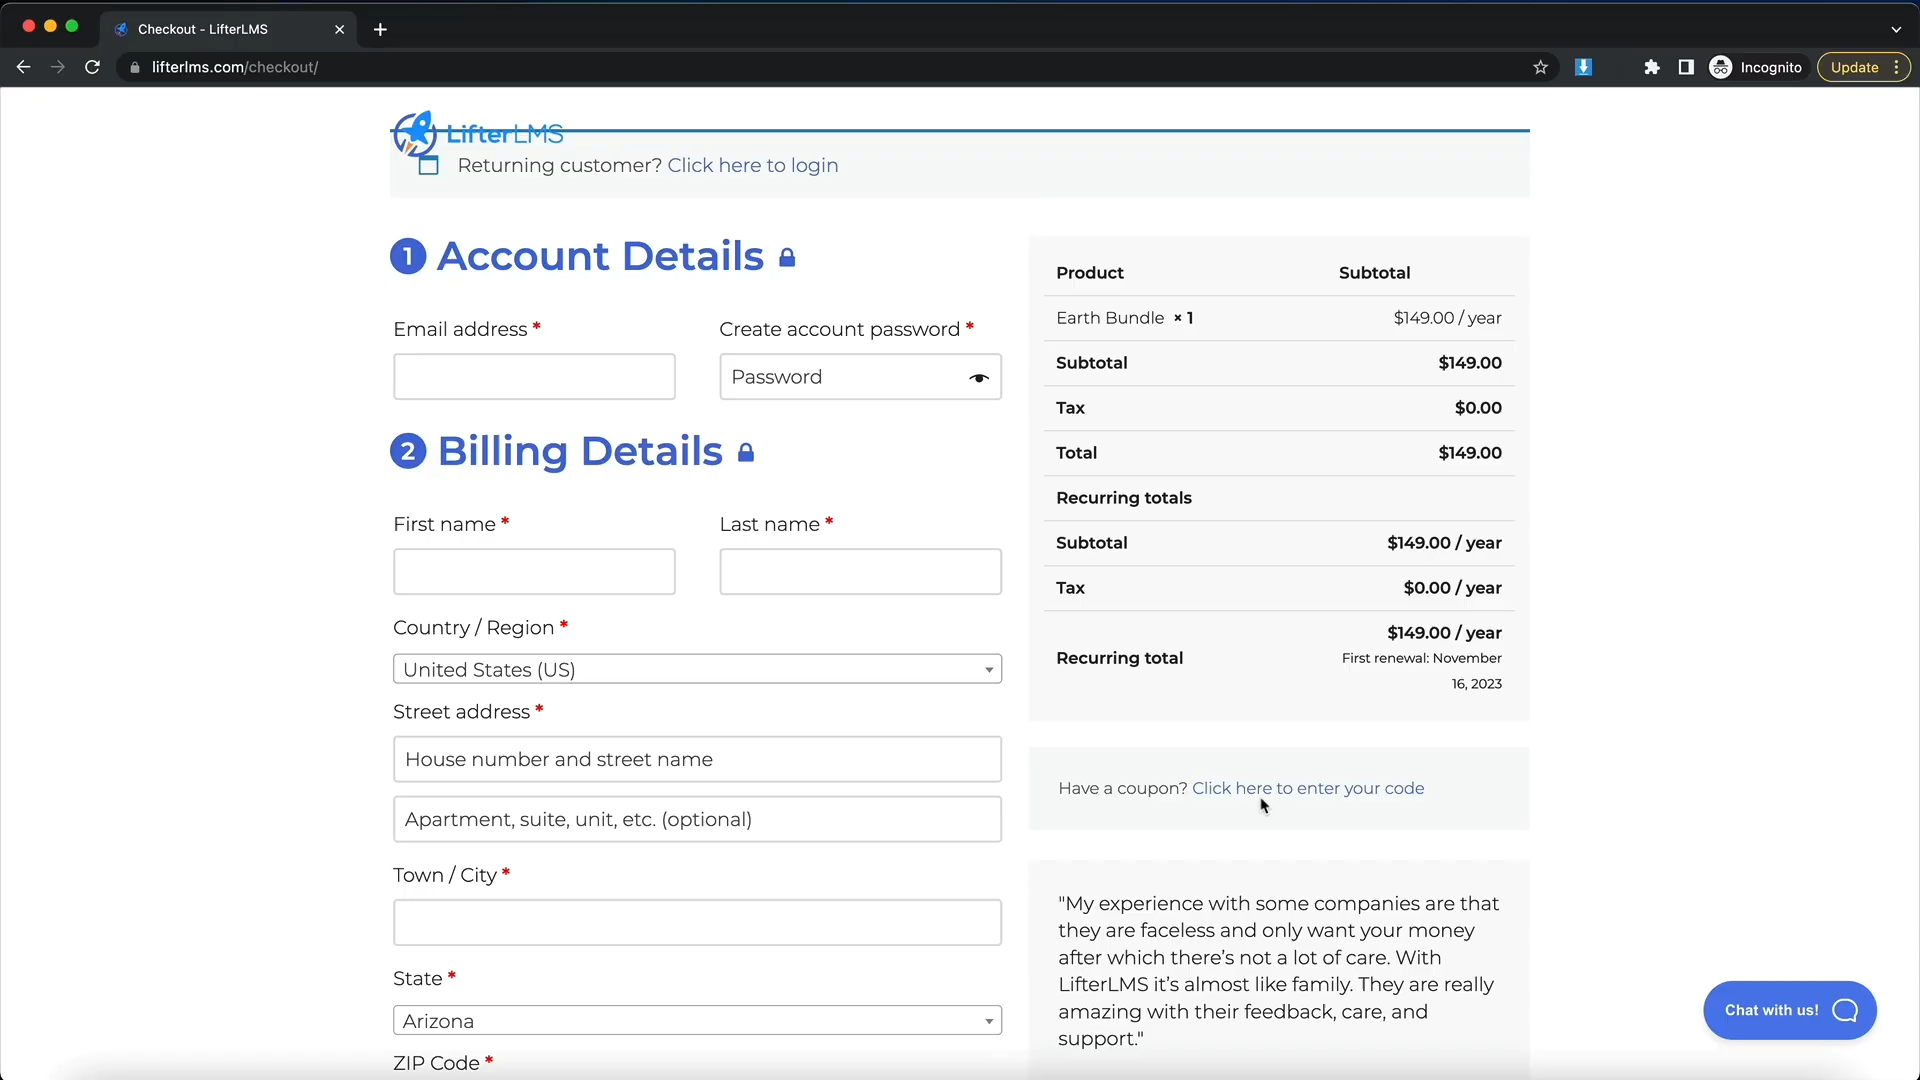 Checkout - LifterLMS
lifterlms.com/checkout/
Incognito
Update
LifterLMS
Returning customer? Click here to login
1 Account Details
Email address *
Create account password *
Password
2 Billing Details
First name *
Last name *
Country / Region *
United States (US)
Street address *
House number and street name
Apartment, suite, unit, etc. (optional)
Town / City *
State *
Arizona
ZIP Code *
Product Subtotal
Earth Bundle × 1 $149.00 / year
Subtotal $149.00
Tax $0.00
Total $149.00
Recurring totals
Subtotal $149.00 / year
Tax $0.00 / year
Recurring total $149.00 / year
First renewal: November
16, 2023
Have a coupon? Click here to enter your code
"My experience with some companies are that
they are faceless and only want your money
after which there's not a lot of care. With
LifterLMS it's almost like family. They are really
amazing with their feedback, care, and
support."
Chat with us!